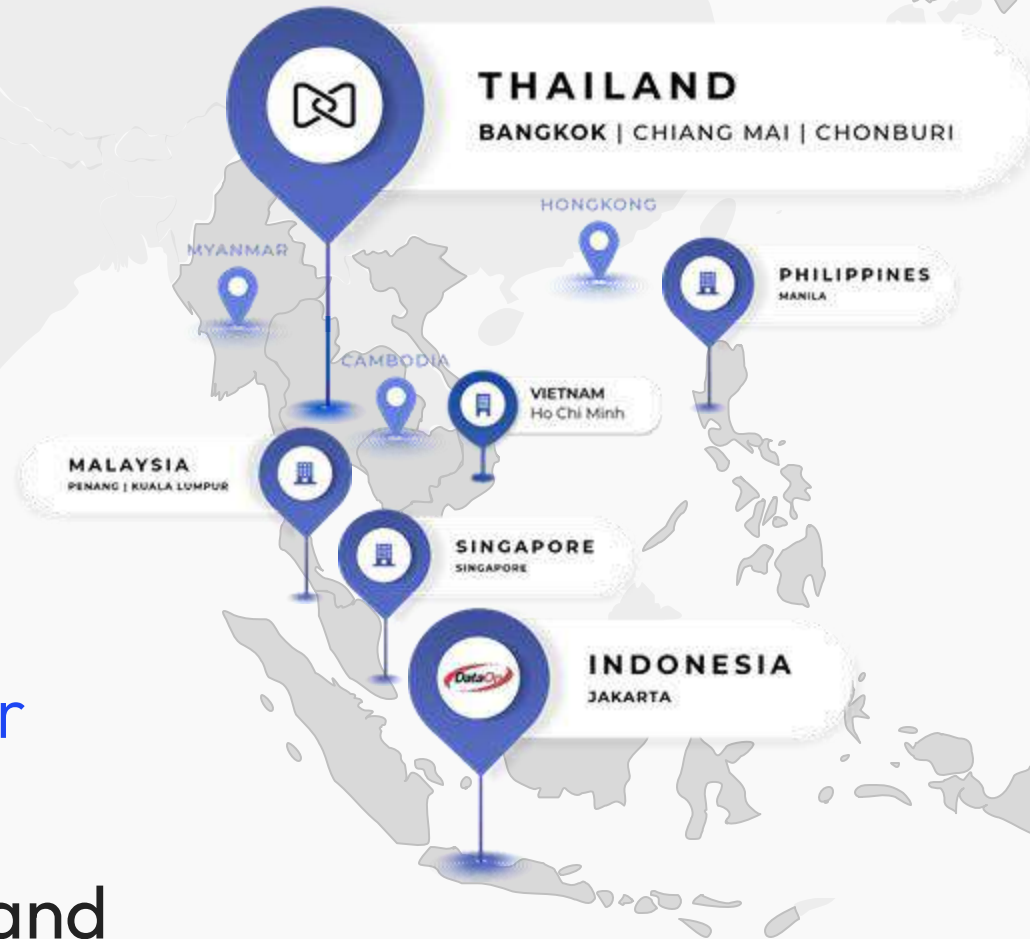 THAILAND
BANGKOK | CHIANG MAI | CHONBURI
HONGKONG
MYANMAR
PHILIPPINES
MANILA
CAMBODIA
VIETNAM
Ho Chi Minh
MALAYSIA
PENANG | KUALA LUMPUR
SINGAPORE
SINGAPORE
INDONESIA
JAKARTA
r
and